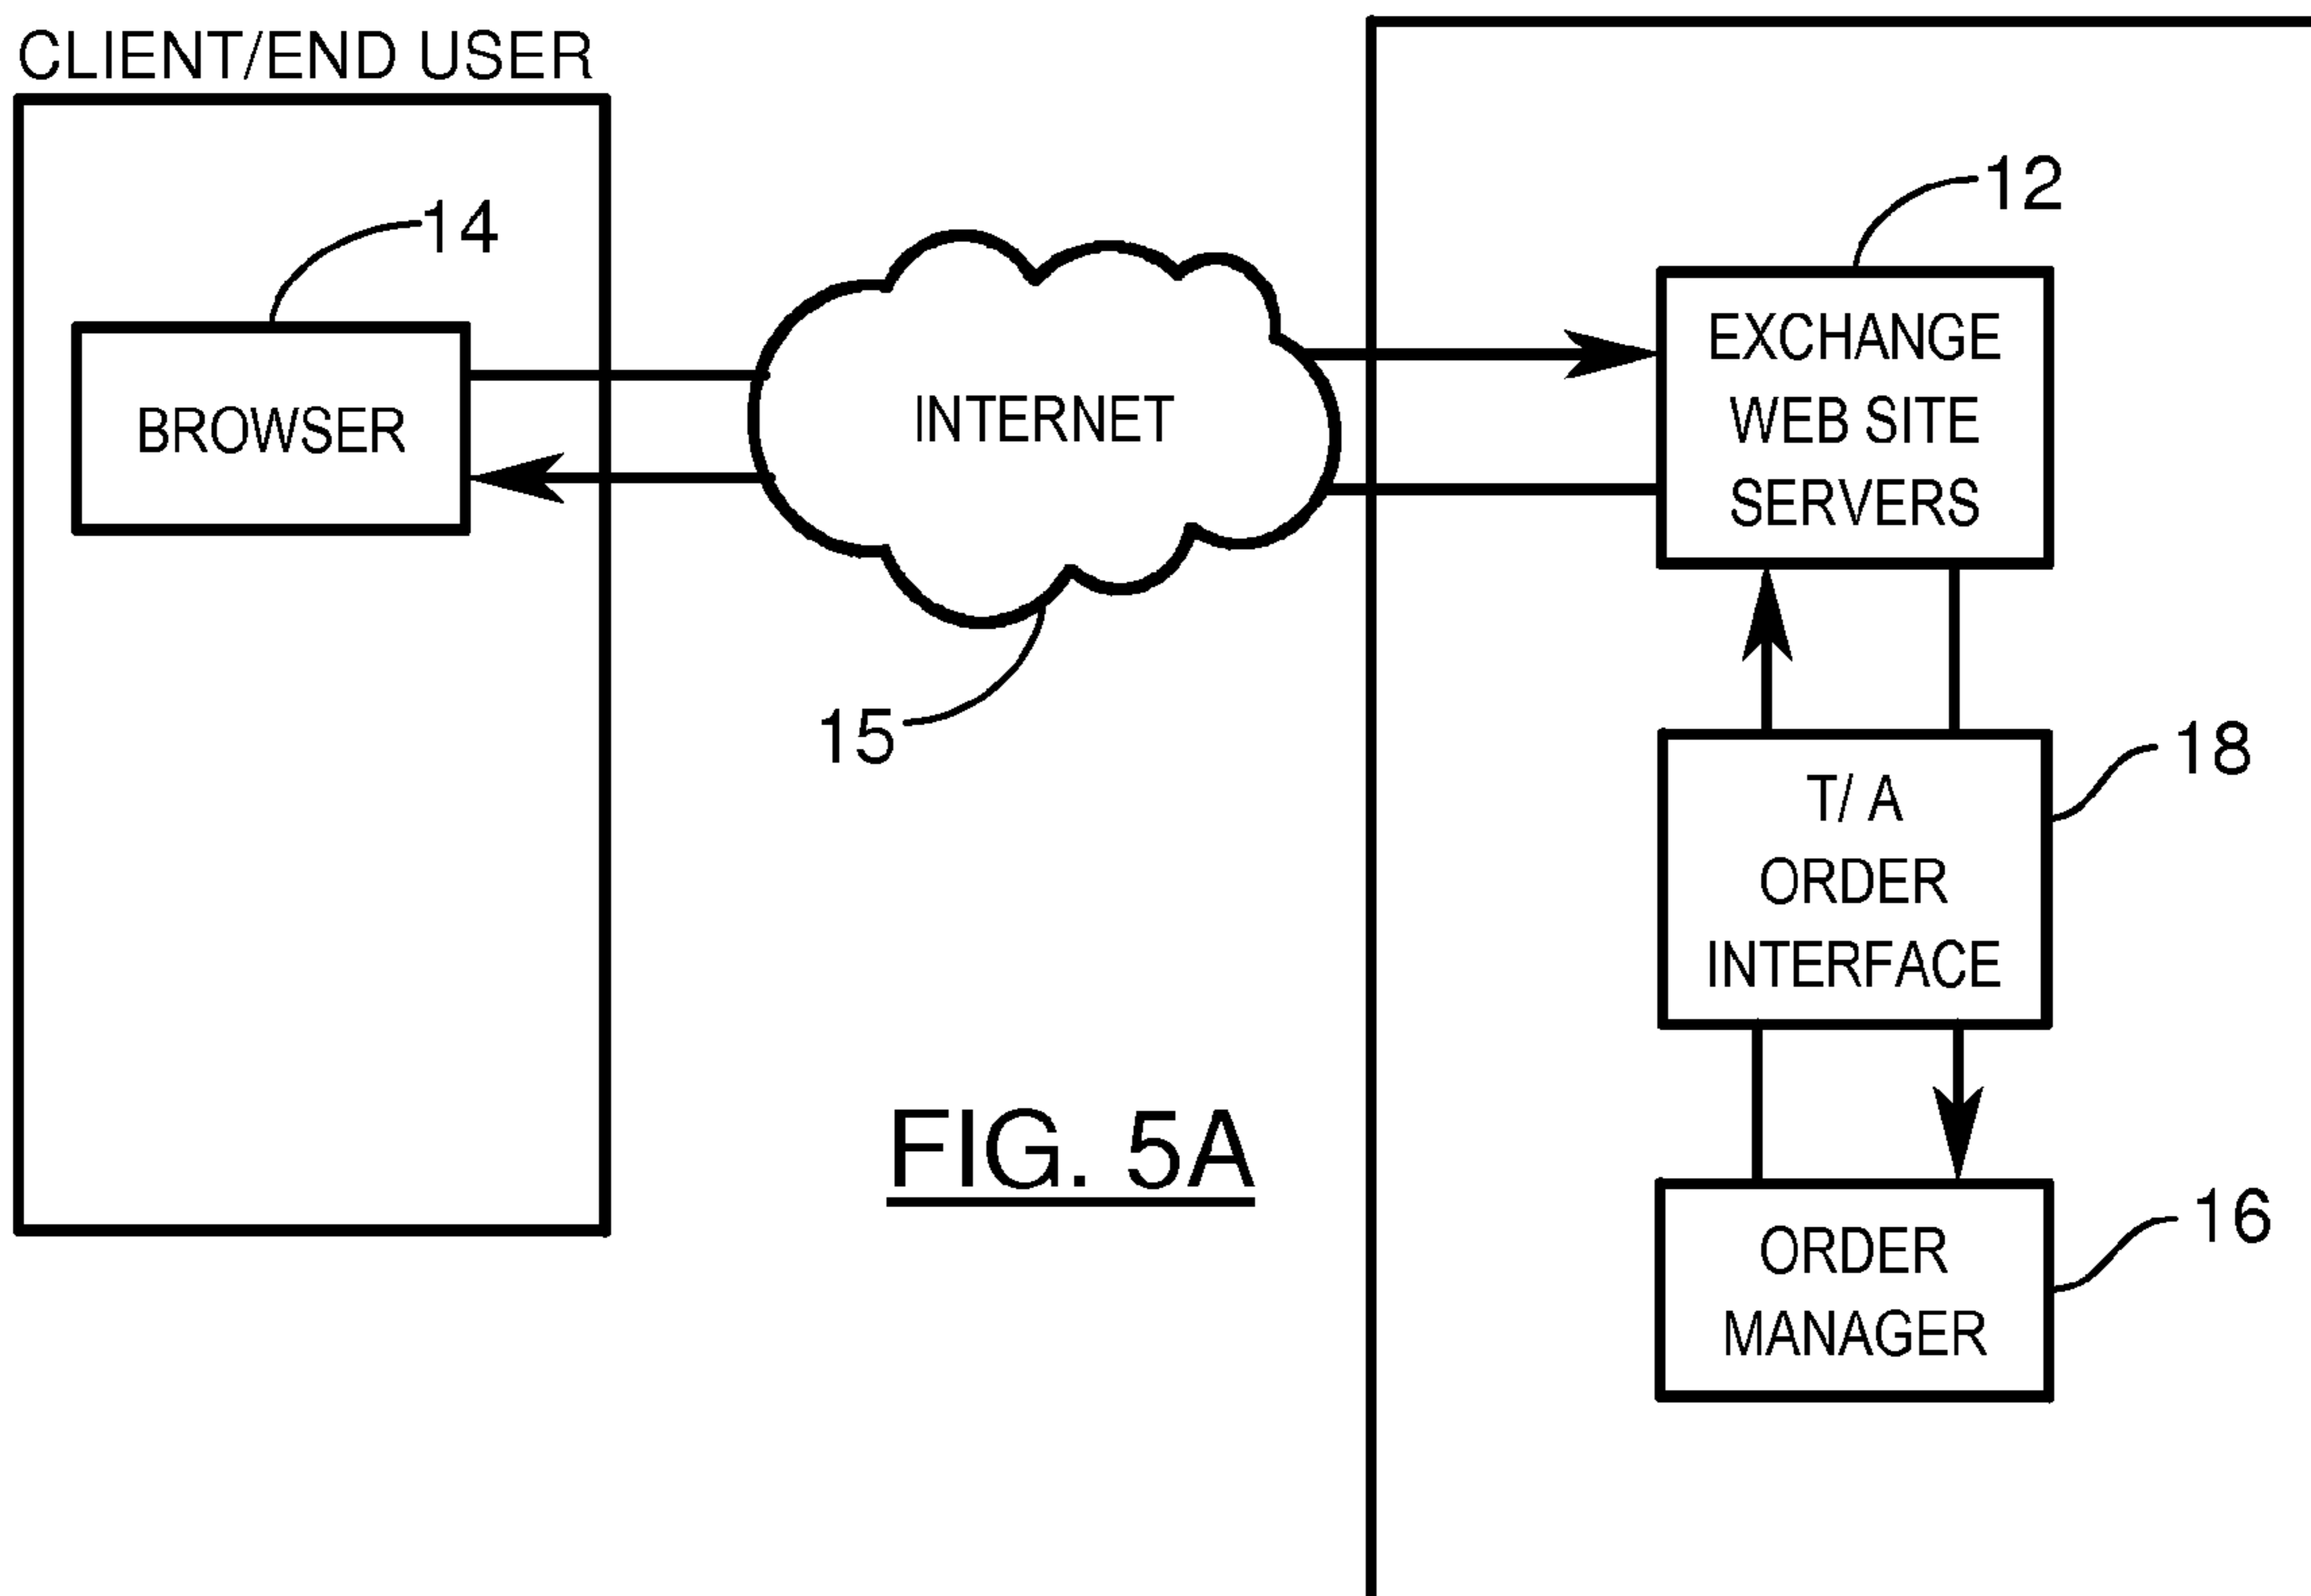 CLIENT/END USER
14
BROWSER
INTERNET
15
12
EXCHANGE
WEB SITE
SERVERS
18
T/ A
ORDER
INTERFACE
16
ORDER
MANAGER
FIG. 5A